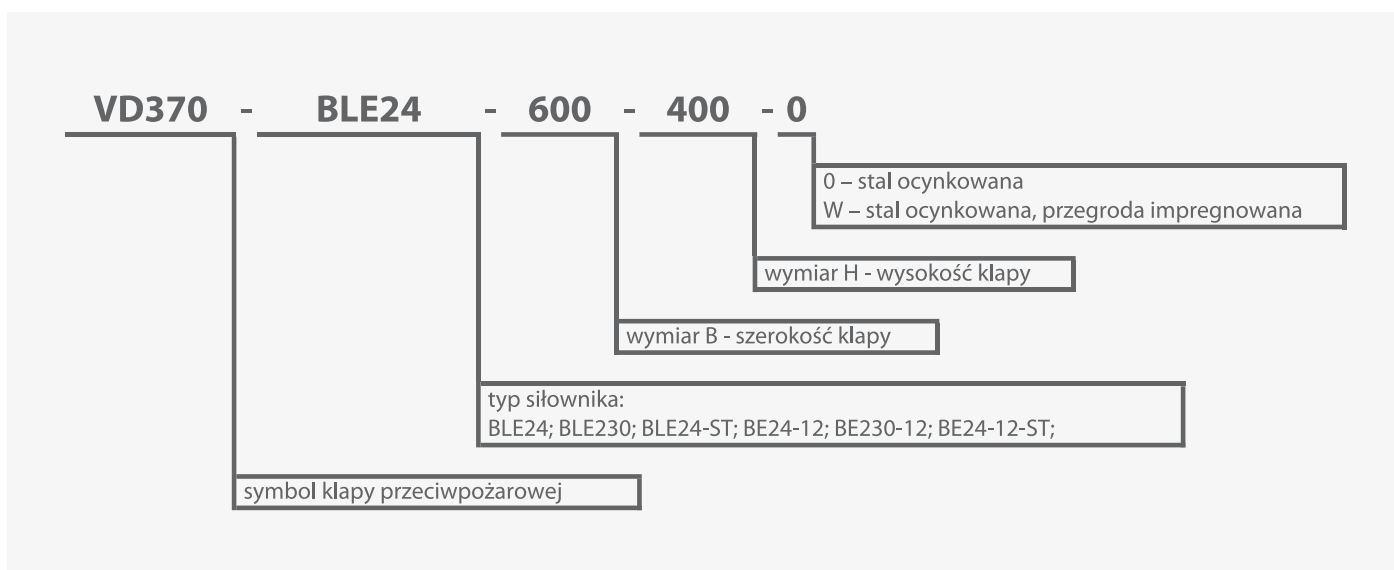 VD370 - BLE24 - 600 - 400 - 0
0 – stal ocynkowana
W – stal ocynkowana, przegroda impregnowana
wymiar H - wysokość klapy
wymiar B - szerokość klapy
typ siłownika:
BLE24; BLE230; BLE24-ST; BE24-12; BE230-12; BE24-12-ST;
symbol klapy przeciwpożarowej